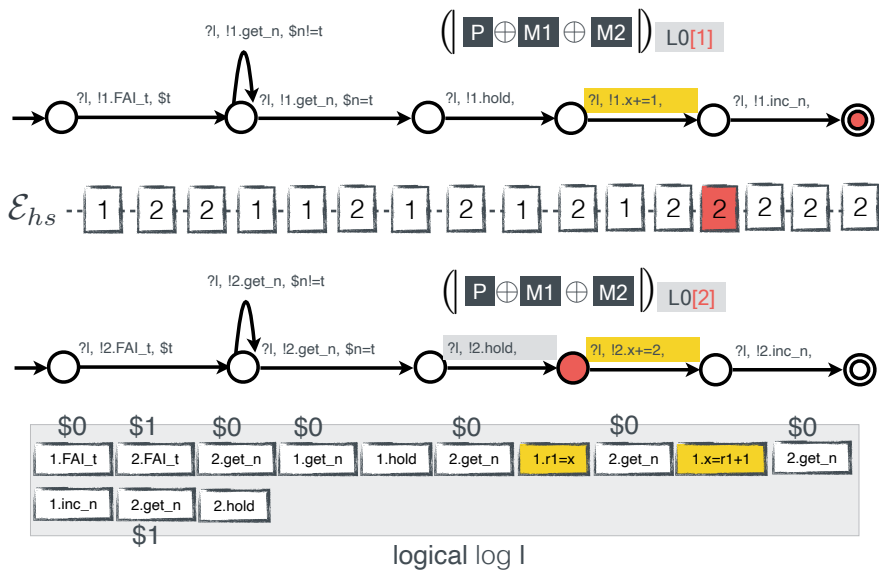 ?l, !1.get_n, $n!=t
( P ⊕ M1 ⊕ M2 ) L0[1]
?l, !1.FAI_t, $t
?l, !1.get_n, $n=t
?l, !1.hold,
?l, !1.x+=1,
?l, !1.inc_n,
ℰhs 1 2 2 1 1 2 1 2 1 2 1 2 2 2 2 2
?l, !2.get_n, $n!=t
( P ⊕ M1 ⊕ M2 ) L0[2]
?l, !2.FAI_t, $t
?l, !2.get_n, $n=t
?l, !2.hold,
?l, !2.x+=2,
?l, !2.inc_n,
$0 $1 $0 $0 $0 $0 $0
1.FAI_t 2.FAI_t 2.get_n 1.get_n 1.hold 2.get_n 1.r1=x 2.get_n 1.x=r1+1 2.get_n
1.inc_n 2.get_n 2.hold
$1
logical log l